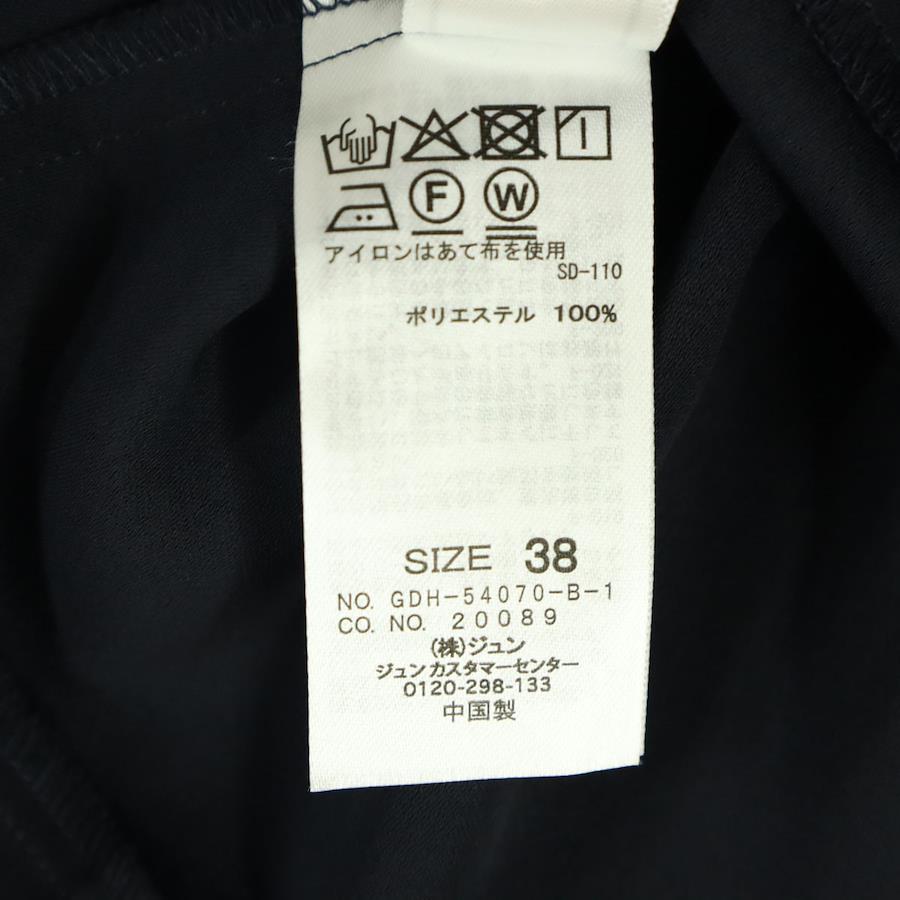 F W
アイロンはあて布を使用
SD-110
ポリエステル 100%
SIZE 38
NO. GDH-54070-B-1
CO. NO. 20089
(株)ジュン
ジュン カスタマーセンター
0120-298-133
中国製